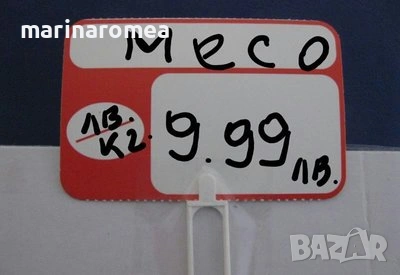 marinaromea
месо
лв.
кг.
9.99
лв.
BAZAR